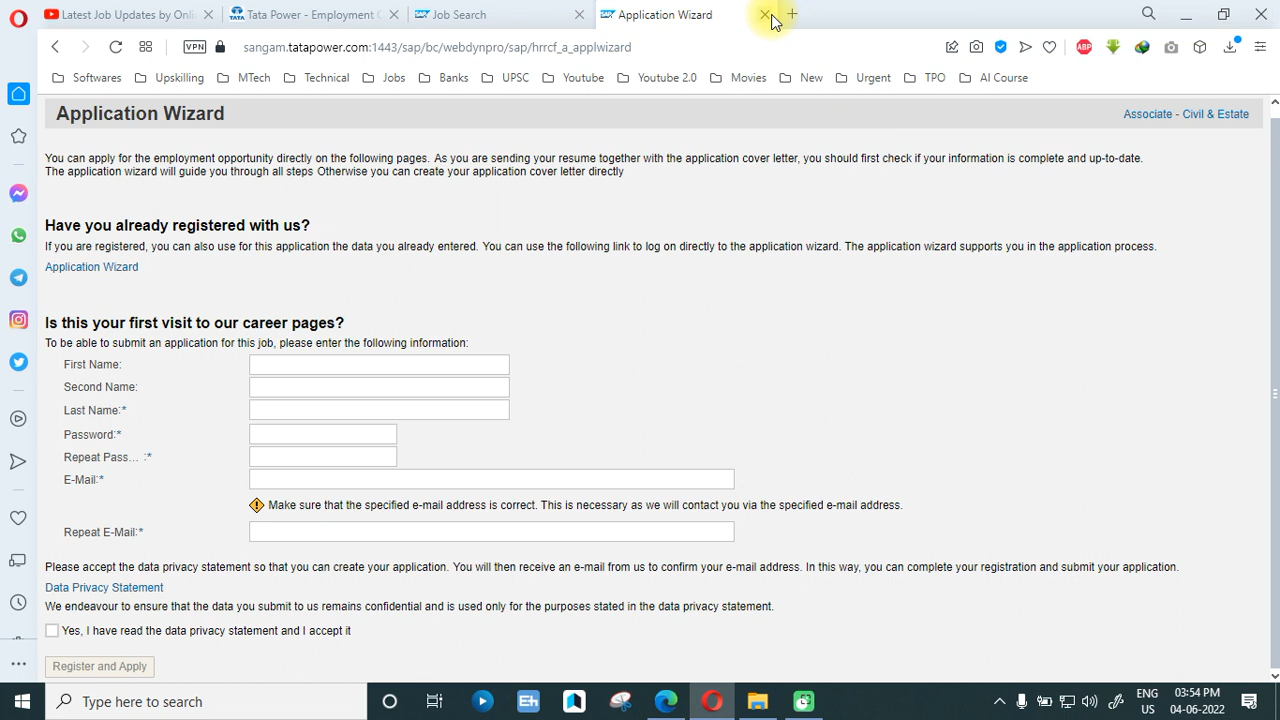 Latest Job Updates by Onli
Tata Power - Employment O
Job Search
Application Wizard
VPN
sangam.tatapower.com:1443/sap/bc/webdynpro/sap/hrrcf_a_applwizard
ABP
Softwares
Upskilling
MTech
Technical
Jobs
Banks
UPSC
Youtube
Youtube 2.0
Movies
New
Urgent
TPO
AI Course
Application Wizard
Associate - Civil & Estate
You can apply for the employment opportunity directly on the following pages. As you are sending your resume together with the application cover letter, you should first check if your information is complete and up-to-date.
The application wizard will guide you through all steps Otherwise you can create your application cover letter directly
Have you already registered with us?
If you are registered, you can also use for this application the data you already entered. You can use the following link to log on directly to the application wizard. The application wizard supports you in the application process.
Application Wizard
Is this your first visit to our career pages?
To be able to submit an application for this job, please enter the following information:
First Name:
Second Name:
Last Name:*
Password:*
Repeat Pass... :*
E-Mail:*
Make sure that the specified e-mail address is correct. This is necessary as we will contact you via the specified e-mail address.
Repeat E-Mail:*
Please accept the data privacy statement so that you can create your application. You will then receive an e-mail from us to confirm your e-mail address. In this way, you can complete your registration and submit your application.
Data Privacy Statement
We endeavour to ensure that the data you submit to us remains confidential and is used only for the purposes stated in the data privacy statement.
Yes, I have read the data privacy statement and I accept it
Register and Apply
Type here to search
Eh
ENG
US
03:54 PM
04-06-2022